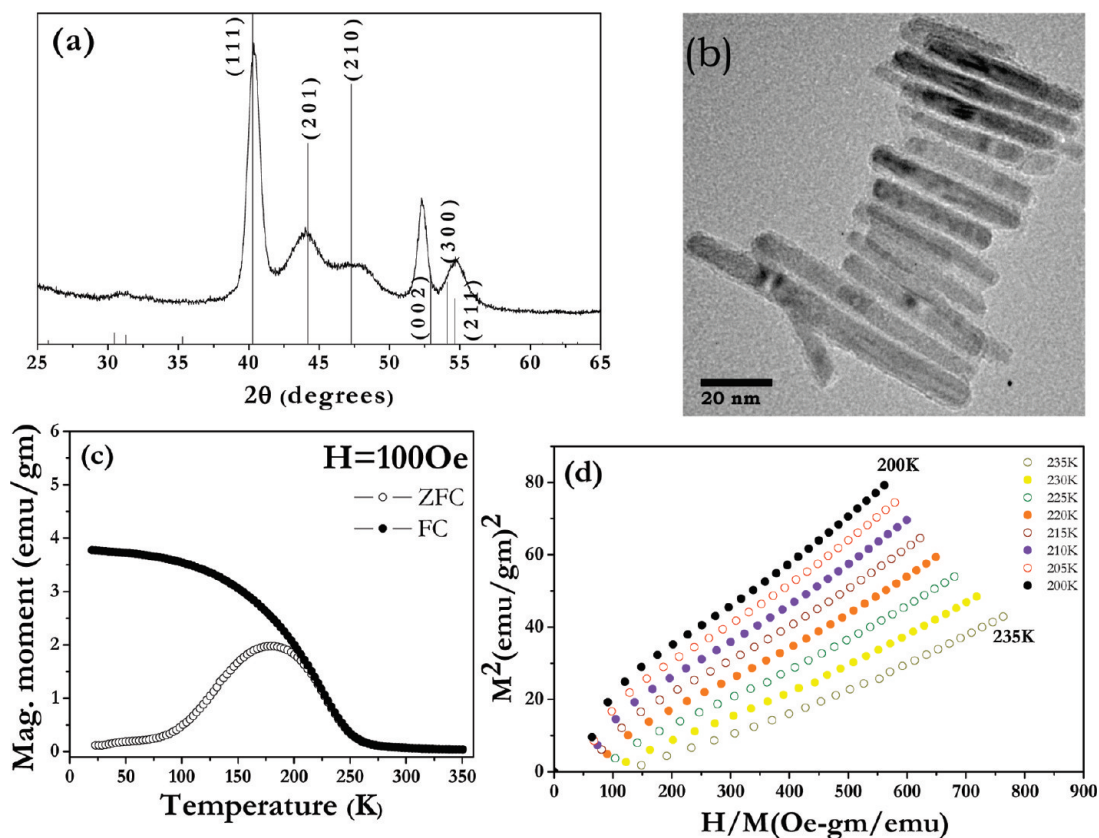 (a)
(111)
(201)
(210)
(002)
(300)
(211)
25 30 35 40 45 50 55 60 65
2θ (degrees)
(b)
20 nm
(c)
H=100Oe
ZFC
FC
Mag. moment (emu/gm)
6
5
4
3
2
1
0
0 50 100 150 200 250 300 350
Temperature (K)
(d)
200K
235K
230K
225K
220K
215K
210K
205K
200K
235K
M²(emu/gm)²
80
60
40
20
0
0 100 200 300 400 500 600 700 800 900
H/M(Oe-gm/emu)